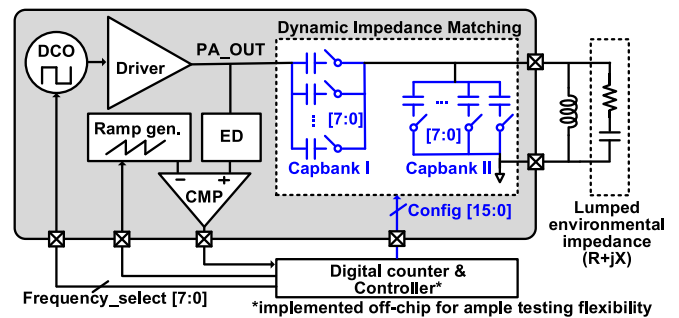 Dynamic Impedance Matching
DCO
Driver
PA_OUT
[7:0]
Capbank I
[7:0]
Capbank II
Ramp gen.
ED
CMP
Config [15:0]
Lumped
environmental
impedance
(R+jX)
Digital counter &
Controller*
Frequency_select [7:0]
*implemented off-chip for ample testing flexibility